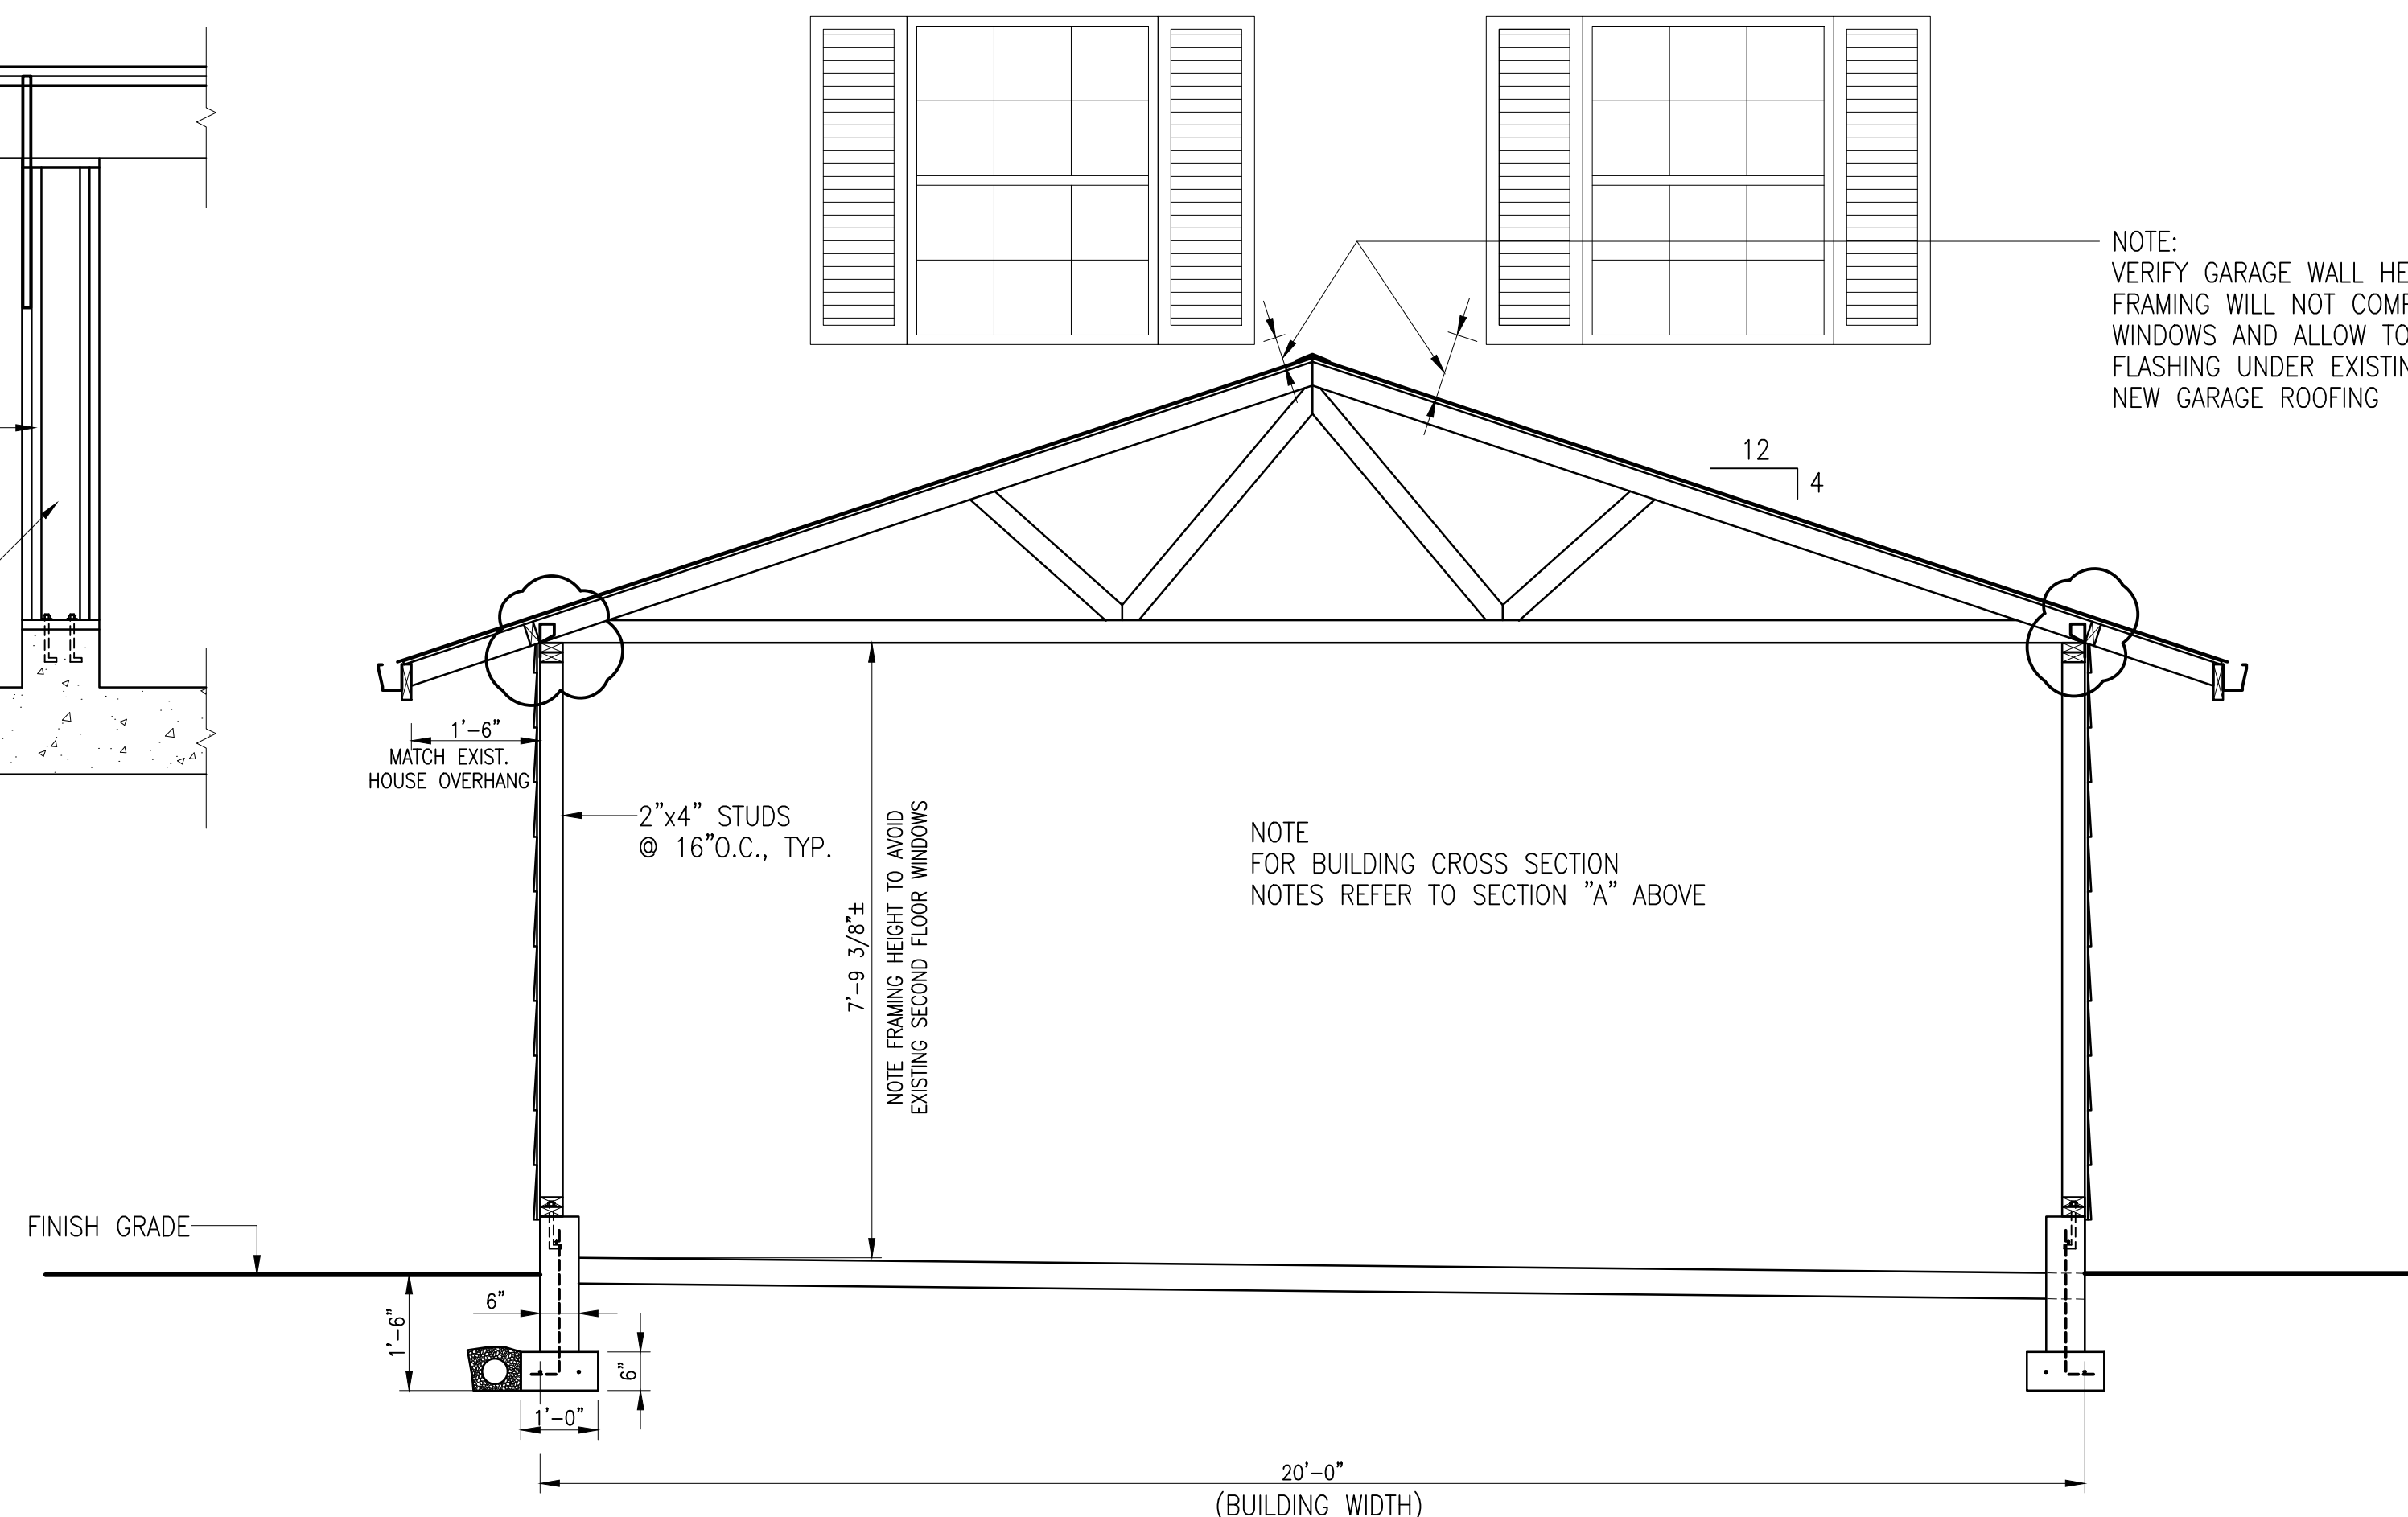 NOTE:
VERIFY GARAGE WALL
FRAMING WILL NOT
WINDOWS AND ALLOW TO
FLASHING UNDER
NEW GARAGE ROOFING
12
4
1'-6"
MATCH EXIST.
HOUSE OVERHANG
2"x4" STUDS
@ 16"O.C., TYP.
7'-9 3/8"±
NOTE FRAMING HEIGHT TO AVOID
EXISTING SECOND FLOOR WINDOWS
NOTE
FOR BUILDING CROSS SECTION
NOTES REFER TO SECTION "A" ABOVE
FINISH GRADE
1'-6"
6"
6"
1'-0"
20'-0"
(BUILDING WIDTH)